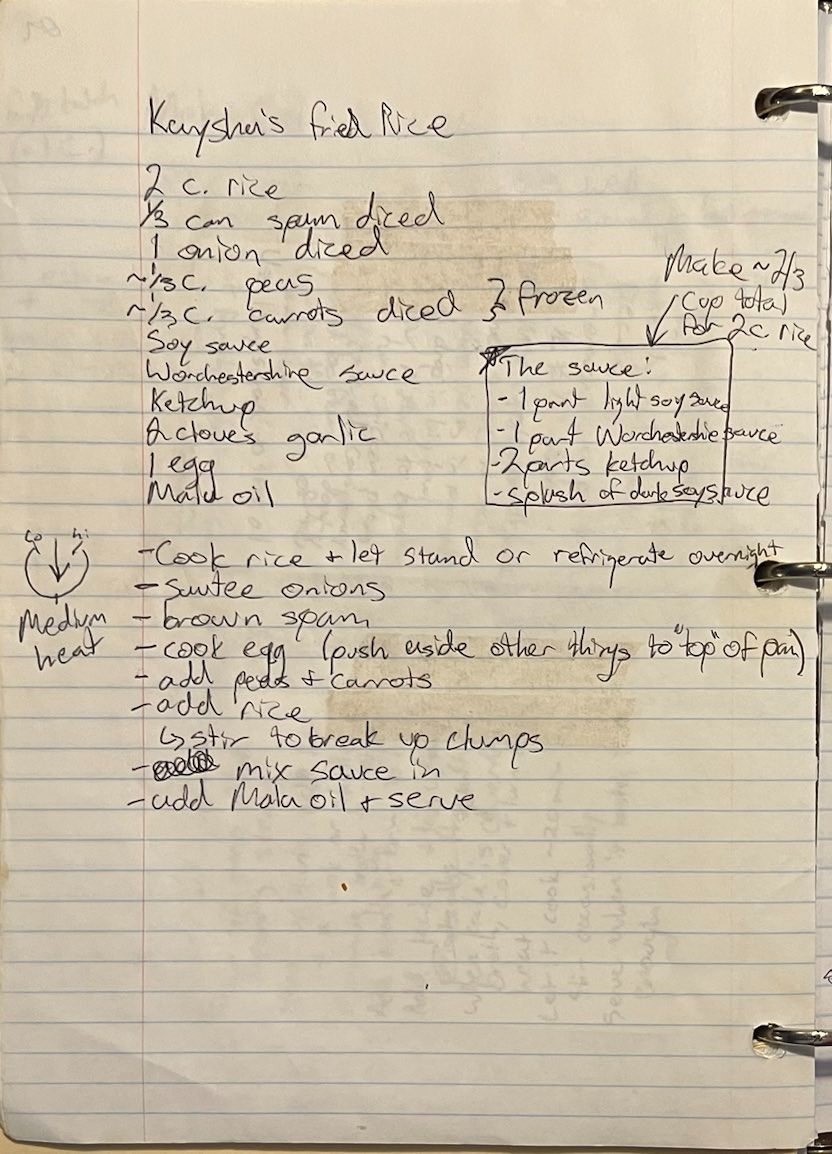 Kaysha's fried Rice
2 c. rice
1/3 can spam diced
1 onion diced
~1/3 c. peas
~1/3 c. carrots diced } frozen
Soy sauce
Worchestershire sauce
Ketchup
2 cloves garlic
1 egg
Mala oil
Make ~2/3
Cup total
for 2c. rice
The sauce:
- 1 part light soy sauce
- 1 part Worchestershie sauce
- 2 parts ketchup
- splash of dark soy sauce
Lo Hi
Medium
heat
- Cook rice + let stand or refrigerate overnight
- Sautee onions
- brown spam
- cook egg (push aside other things to "top" of pan)
- add peas + carrots
- add rice
↳ stir to break up clumps
- mix sauce in
- add Mala oil + serve